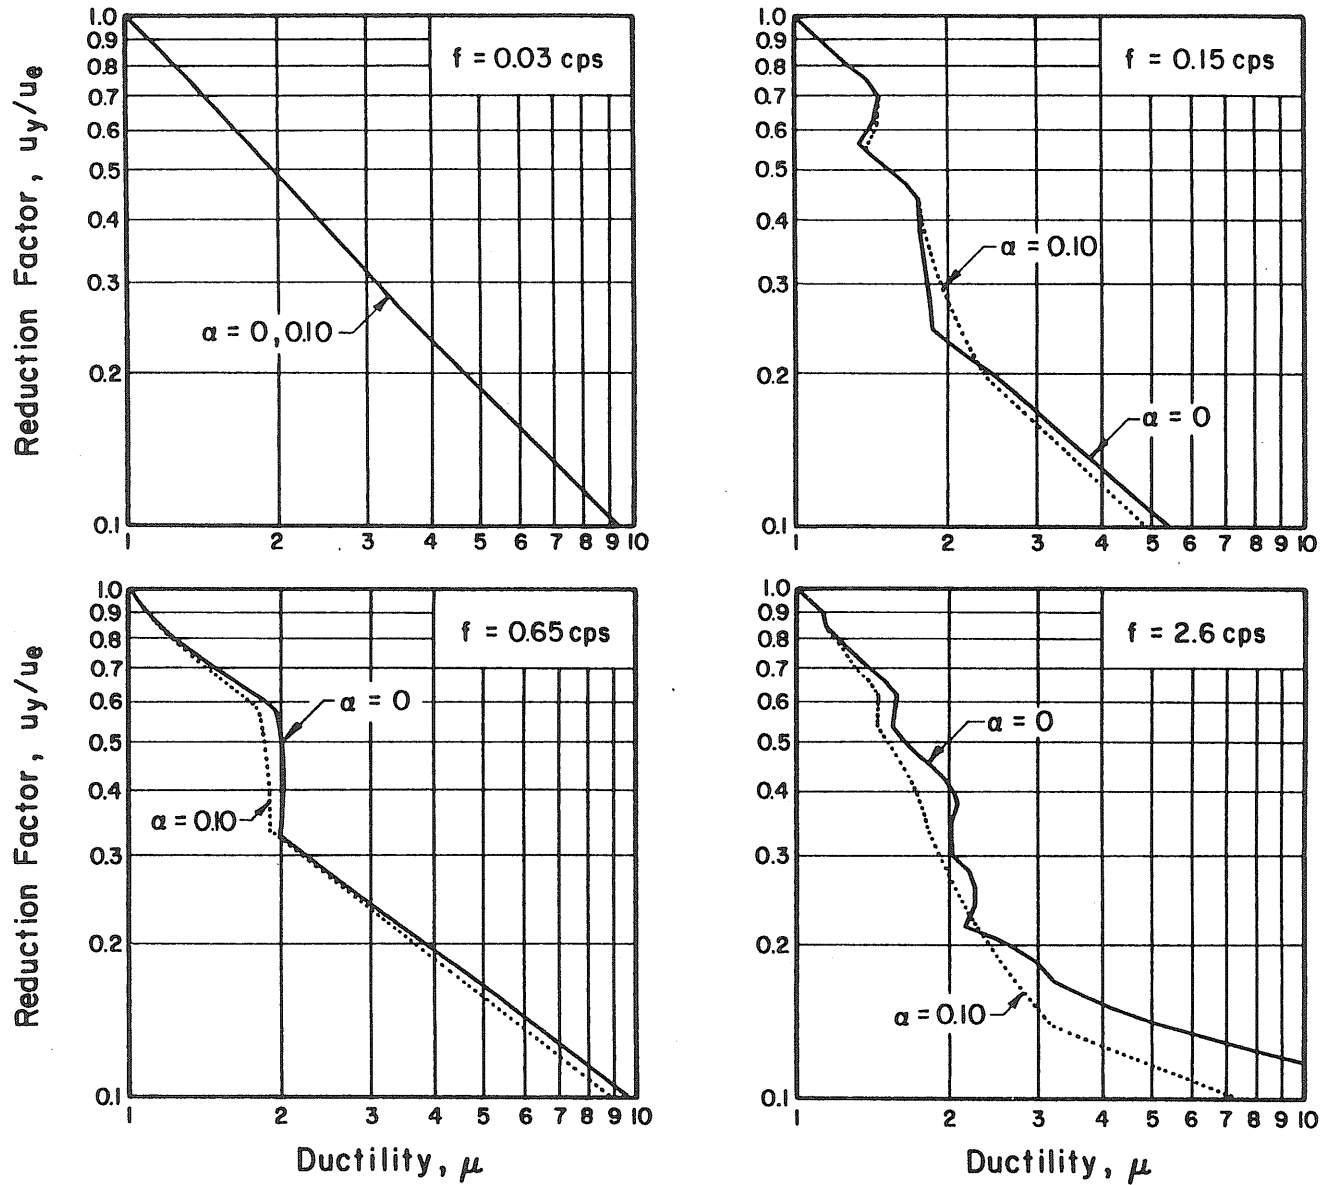 Reduction Factor, uy/ue
1.0
0.9
0.8
0.7
0.6
0.5
0.4
0.3
0.2
0.1
f = 0.03 cps
α = 0, 0.10
1 2 3 4 5 6 7 8 9 10
1.0
0.9
0.8
0.7
0.6
0.5
0.4
0.3
0.2
0.1
f = 0.15 cps
α = 0.10
α = 0
1 2 3 4 5 6 7 8 9 10
Reduction Factor, uy/ue
1.0
0.9
0.8
0.7
0.6
0.5
0.4
0.3
0.2
0.1
f = 0.65 cps
α = 0
α = 0.10
1 2 3 4 5 6 7 8 9 10
Ductility, μ
1.0
0.9
0.8
0.7
0.6
0.5
0.4
0.3
0.2
0.1
f = 2.6 cps
α = 0
α = 0.10
1 2 3 4 5 6 7 8 9 10
Ductility, μ